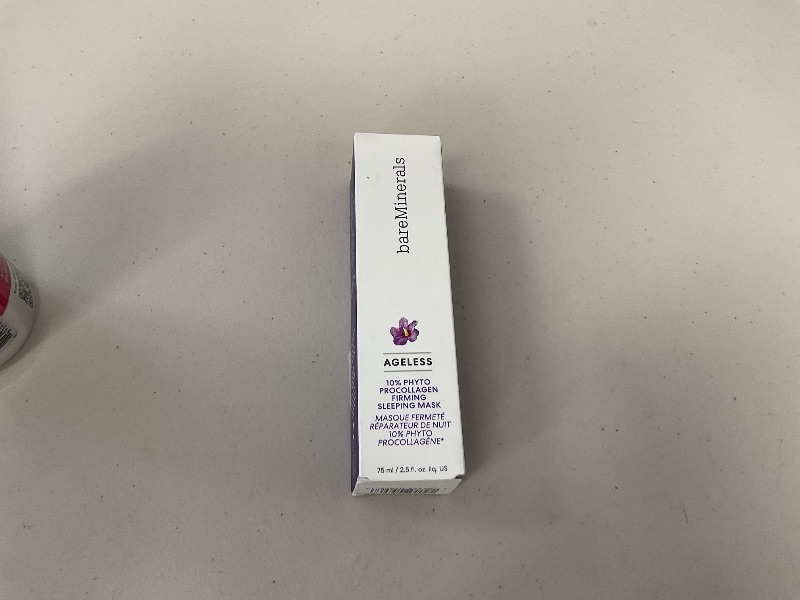 bareMinerals
AGELESS
10% PHYTO
PROCOLLAGEN
FIRMING
SLEEPING MASK
MASQUE FERMETÉ
RÉPARATEUR DE NUIT
10% PHYTO
PROCOLLAGÈNE*
75 ml / 2.5 fl. oz. liq. US